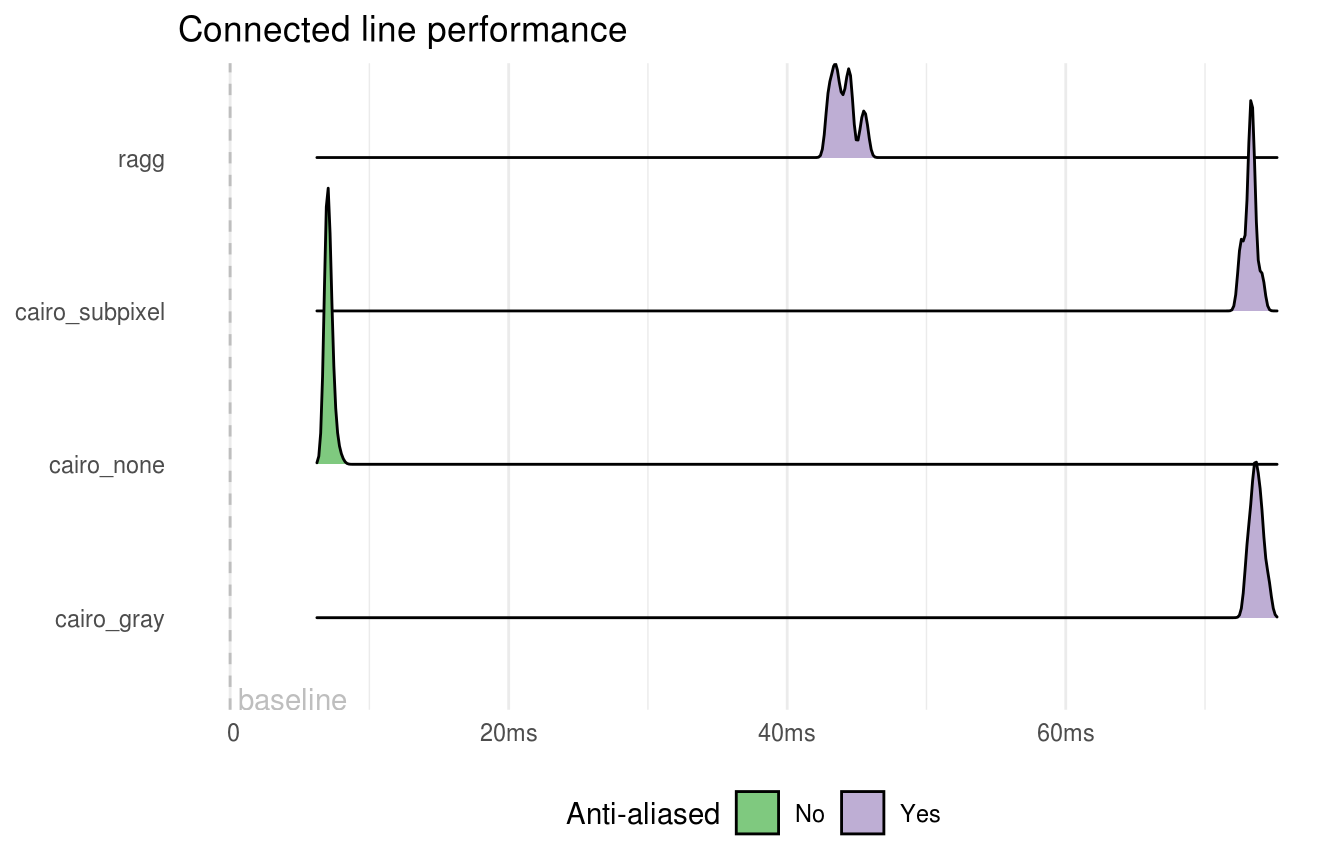 Connected line performance
ragg
cairo_subpixel
cairo_none
cairo_gray
baseline
0 20ms 40ms 60ms
Anti-aliased No Yes